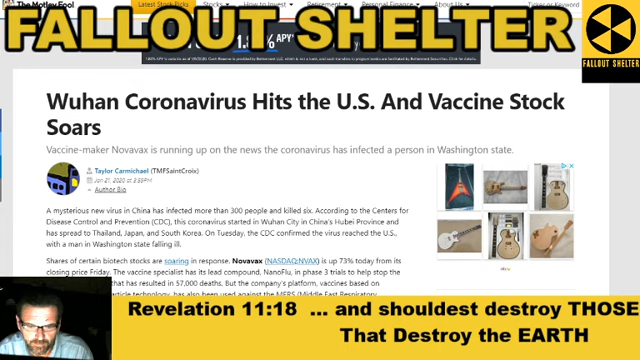 The Motley Fool
Latest Stock Picks
Stocks
How to Invest
Retirement
Personal Finance
About Us
Ticker or Keyword
FALLOUT SHELTER
FALLOUT SHELTER
Wuhan Coronavirus Hits the U.S. And Vaccine Stock
Soars
Vaccine-maker Novavax is running up on the news the coronavirus has infected a person in Washington state.
Taylor Carmichael (TMFSaintCroix)
Author Bio
A mysterious new virus in China has infected more than 300 people and killed six. According to the Centers for
Disease Control and Prevention (CDC), this coronavirus started in Wuhan City in China's Hubei Province and
has spread to Thailand, Japan, and South Korea. On Tuesday, the CDC confirmed the virus reached the U.S.,
with a man in Washington state falling ill.
Shares of certain biotech stocks are soaring in response. Novavax (NASDAQ:NVAX) is up 73% today from its
closing price Friday. The vaccine specialist has its lead compound, NanoFlu, in phase 3 trials to help stop the
that has resulted in 57,000 deaths. But the company's platform, vaccines based on
technology, has also been used against the MERS (Middle East Respiratory
Revelation 11:18 ... and shouldest destroy THOSE
That Destroy the EARTH